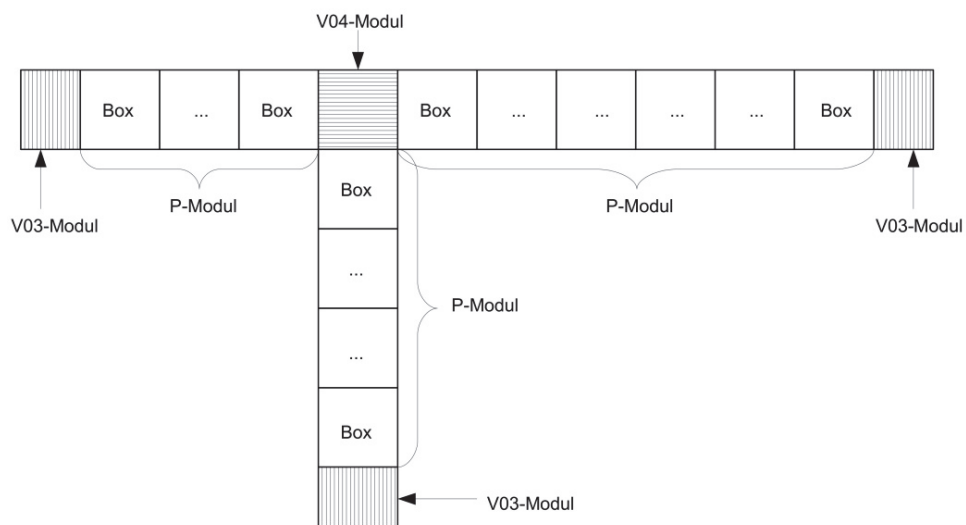 V04-Modul
Box ... Box Box ... ... ... ... Box
P-Modul P-Modul
V03-Modul V03-Modul
Box
...
P-Modul
...
Box
V03-Modul